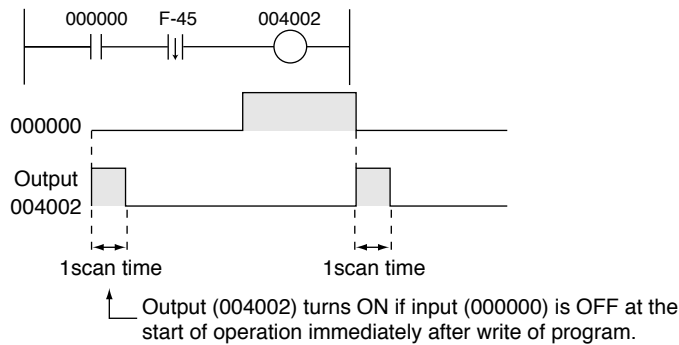 000000 F-45 004002
000000
Output
004002
1scan time 1scan time
Output (004002) turns ON if input (000000) is OFF at the
start of operation immediately after write of program.